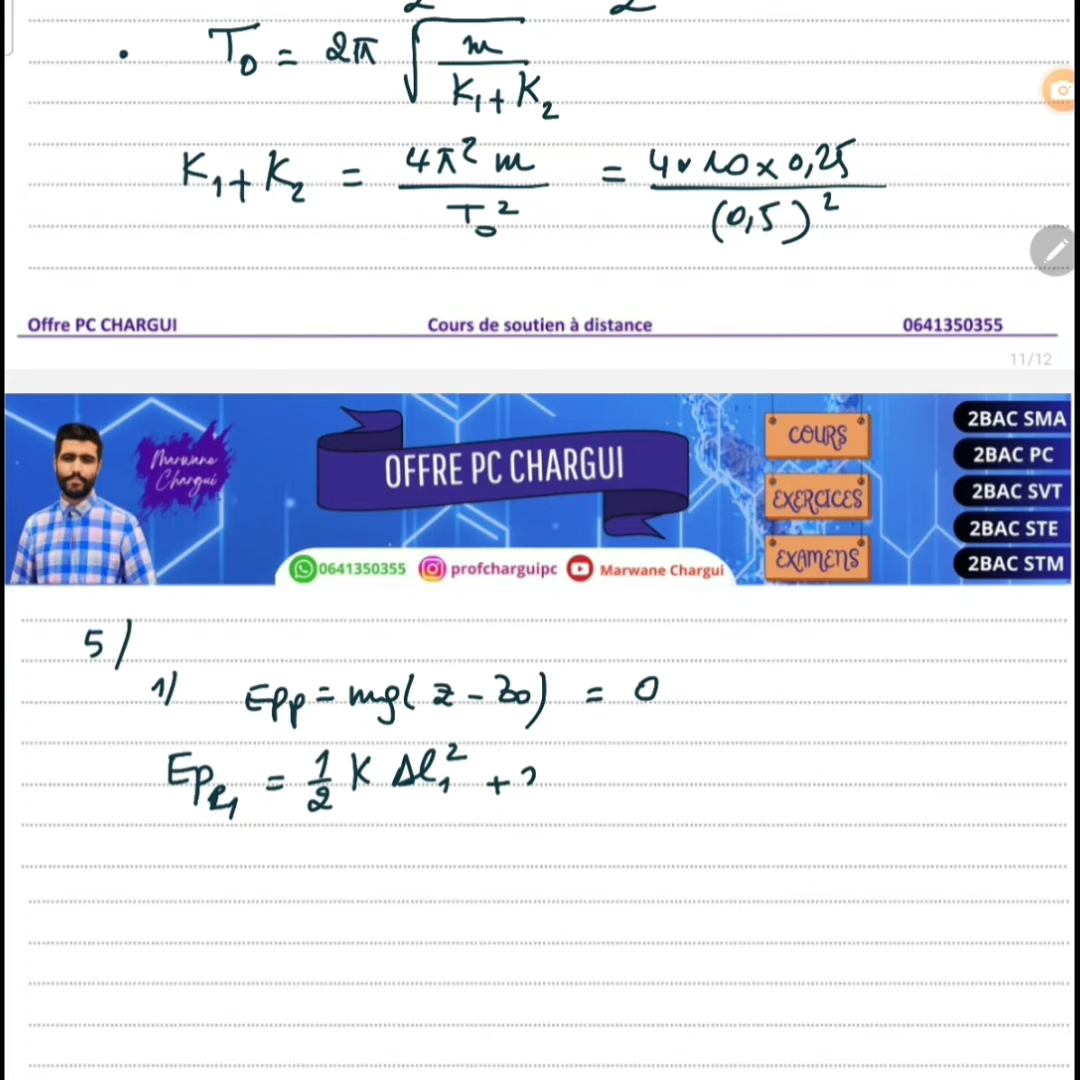 • T₀ = 2π √(m / (K₁ + K₂))
K₁ + K₂ = 4π² m / T₀² = 4 × 10 × 0,25 / (0,5)²
Offre PC CHARGUI Cours de soutien à distance 0641350355
11/12
Marwane Chargui
OFFRE PC CHARGUI
0641350355 profcharguipc Marwane Chargui
COURS
EXERCICES
EXAMENS
2BAC SMA
2BAC PC
2BAC SVT
2BAC STE
2BAC STM
5/
1/ Epp = mg(z - z₀) = 0
Epe₁ = 1/2 K Δl₁² +